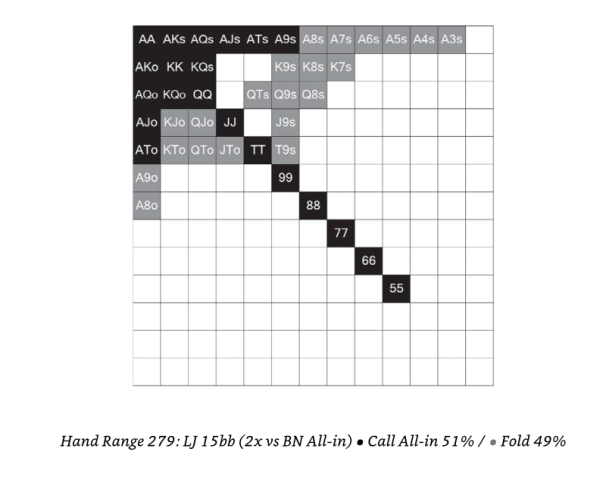 AA AKs AQs AJs ATs A9s A8s A7s A6s A5s A4s A3s
AKo KK KQs K9s K8s K7s
AQo KQo QQ QTs Q9s Q8s
AJo KJo QJo JJ J9s
ATo KTo QTo JTo TT T9s
A9o 99
A8o 88
77
66
55
Hand Range 279: LJ 15bb (2x vs BN All-in) • Call All-in 51% / • Fold 49%